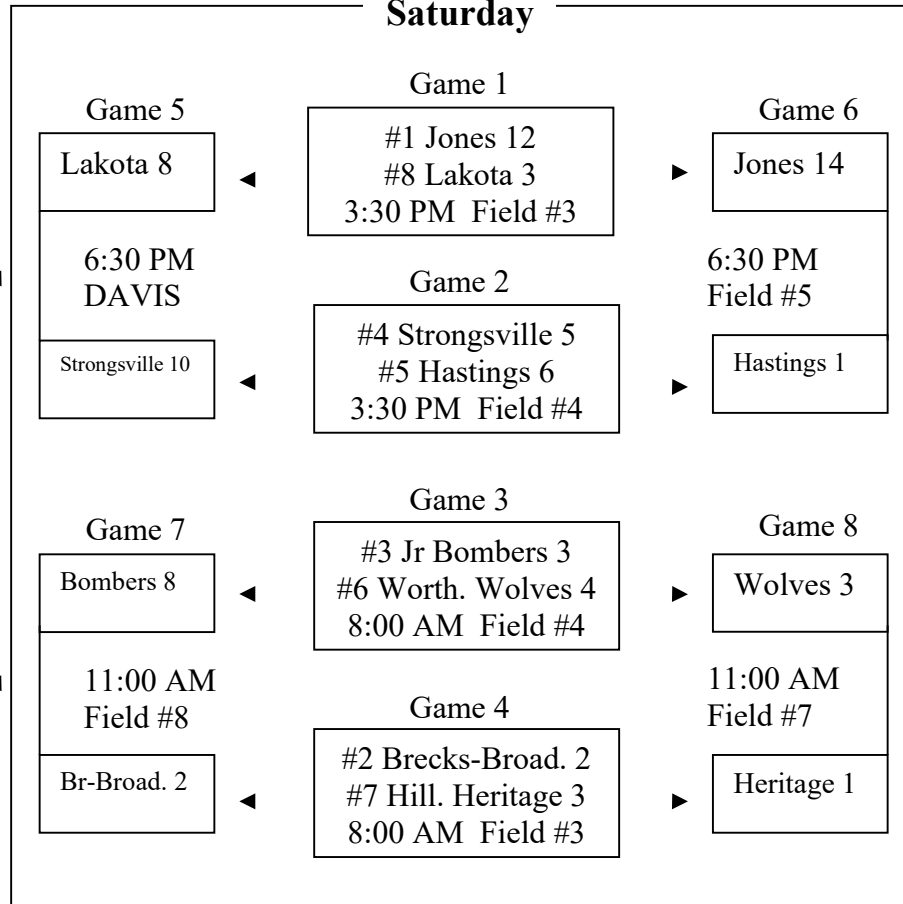 Saturday
Game 1
Game 5
Game 6
#1 Jones 12
#8 Lakota 3
3:30 PM Field #3
Lakota 8
Jones 14
6:30 PM
DAVIS
6:30 PM
Field #5
Game 2
#4 Strongsville 5
#5 Hastings 6
3:30 PM Field #4
Strongsville 10
Hastings 1
Game 3
Game 7
Game 8
#3 Jr Bombers 3
#6 Worth. Wolves 4
8:00 AM Field #4
Bombers 8
Wolves 3
11:00 AM
Field #8
11:00 AM
Field #7
Game 4
#2 Brecks-Broad. 2
#7 Hill. Heritage 3
8:00 AM Field #3
Br-Broad. 2
Heritage 1